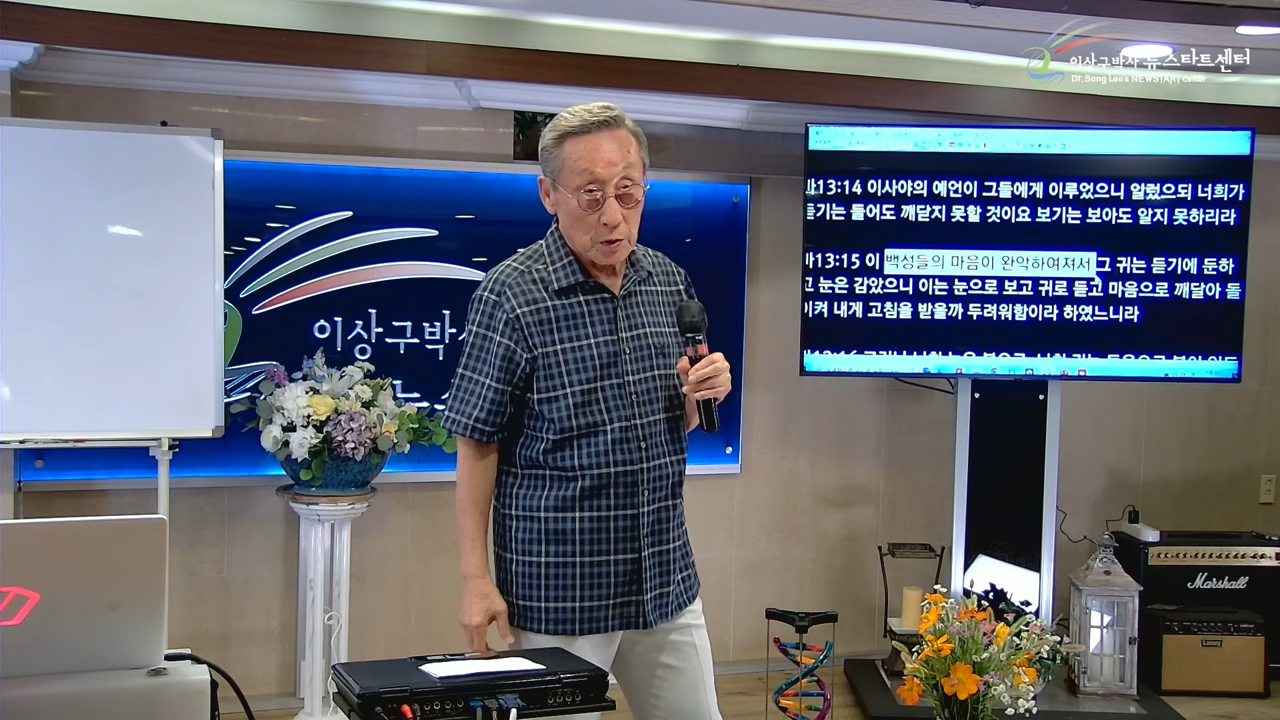 이상구박사 뉴스타트센터
Dr.Sang Lee's NEWSTART Center
13:14 이사야의 예언이 그들에게 이루었으니 일렀으되 너희가
듣기는 들어도 깨닫지 못할 것이요 보기는 보아도 알지 못하리라
13:15 이 백성들의 마음이 완악하여져서 그 귀는 듣기에 둔하
고 눈은 감았으니 이는 눈으로 보고 귀로 듣고 마음으로 깨달아 돌
이켜 내게 고침을 받을까 두려워함이라 하였느니라
이상구박
Marshall
Laney